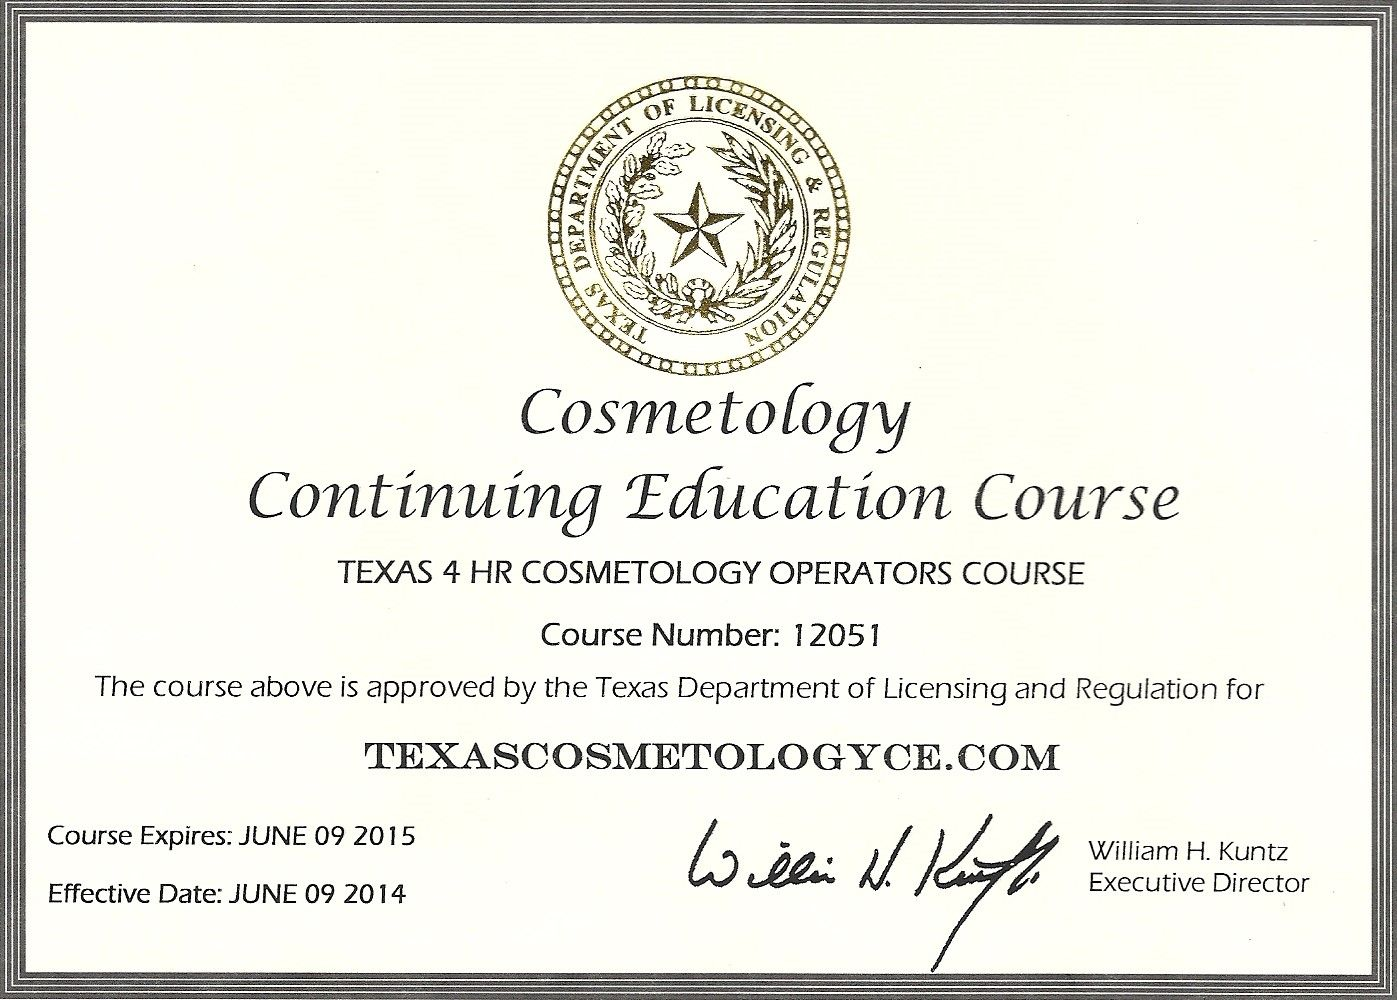 TEXAS DEPARTMENT OF LICENSING & REGULATION
Cosmetology
Continuing Education Course
TEXAS 4 HR COSMETOLOGY OPERATORS COURSE
Course Number: 12051
The course above is approved by the Texas Department of Licensing and Regulation for
TEXASCOSMETOLOGYCE.COM
Course Expires: JUNE 09 2015
Effective Date: JUNE 09 2014
Willia H. Kuntz
William H. Kuntz
Executive Director